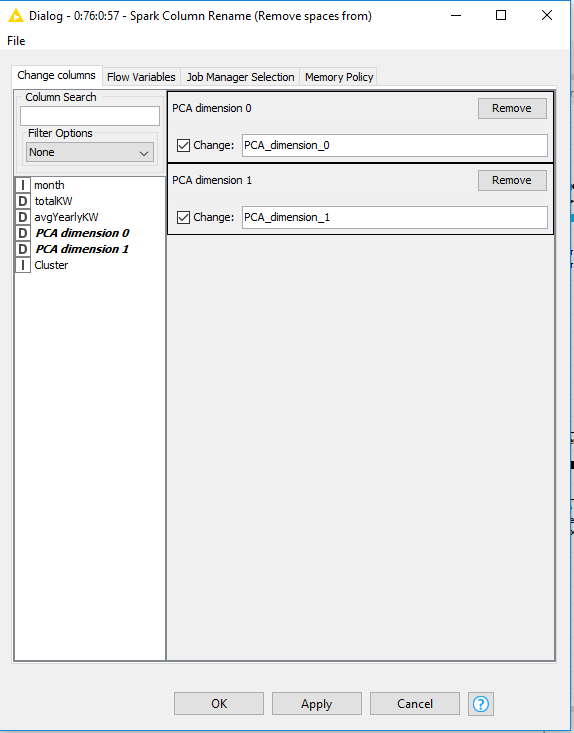 Dialog - 0:76:0:57 - Spark Column Rename (Remove spaces from)
File
Change columns Flow Variables Job Manager Selection Memory Policy
Column Search
Filter Options
None
I month
D totalKW
D avgYearlyKW
D PCA dimension 0
D PCA dimension 1
I Cluster
PCA dimension 0 Remove
Change: PCA_dimension_0
PCA dimension 1 Remove
Change: PCA_dimension_1
OK Apply Cancel ?